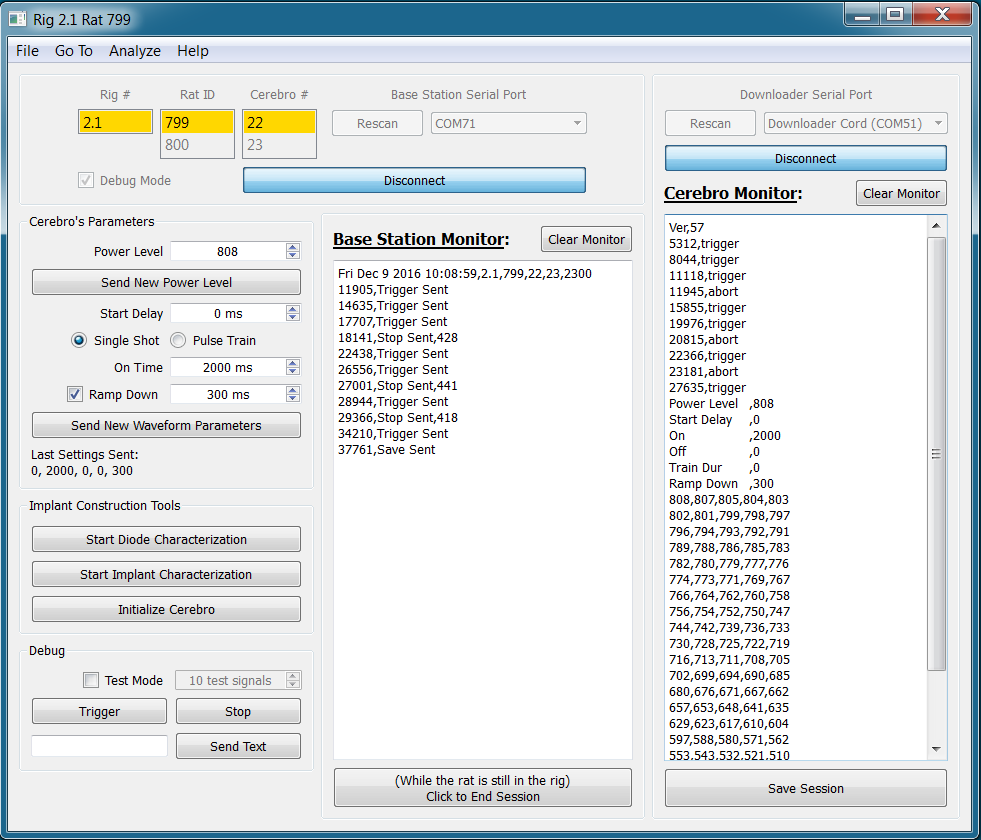 Rig 2.1 Rat 799
File Go To Analyze Help
Rig # Rat ID Cerebro # Base Station Serial Port
2.1 799 22 Rescan COM71
800 23
Debug Mode Disconnect
Downloader Serial Port
Rescan Downloader Cord (COM51)
Disconnect
Cerebro's Parameters
Power Level 808
Send New Power Level
Start Delay 0 ms
Single Shot Pulse Train
On Time 2000 ms
Ramp Down 300 ms
Send New Waveform Parameters
Last Settings Sent:
0, 2000, 0, 0, 300
Implant Construction Tools
Start Diode Characterization
Start Implant Characterization
Initialize Cerebro
Debug
Test Mode 10 test signals
Trigger Stop
Send Text
Base Station Monitor: Clear Monitor
Fri Dec 9 2016 10:08:59,2.1,799,22,23,2300
11905,Trigger Sent
14635,Trigger Sent
17707,Trigger Sent
18141,Stop Sent,428
22438,Trigger Sent
26556,Trigger Sent
27001,Stop Sent,441
28944,Trigger Sent
29366,Stop Sent,418
34210,Trigger Sent
37761,Save Sent
(While the rat is still in the rig)
Click to End Session
Cerebro Monitor: Clear Monitor
Ver,57
5312,trigger
8044,trigger
11118,trigger
11945,abort
15855,trigger
19976,trigger
20815,abort
22366,trigger
23181,abort
27635,trigger
Power Level ,808
Start Delay ,0
On ,2000
Off ,0
Train Dur ,0
Ramp Down ,300
808,807,805,804,803
802,801,799,798,797
796,794,793,792,791
789,788,786,785,783
782,780,779,777,776
774,773,771,769,767
766,764,762,760,758
756,754,752,750,747
744,742,739,736,733
730,728,725,722,719
716,713,711,708,705
702,699,694,690,685
680,676,671,667,662
657,653,648,641,635
629,623,617,610,604
597,588,580,571,562
553,543,532,521,510
Save Session